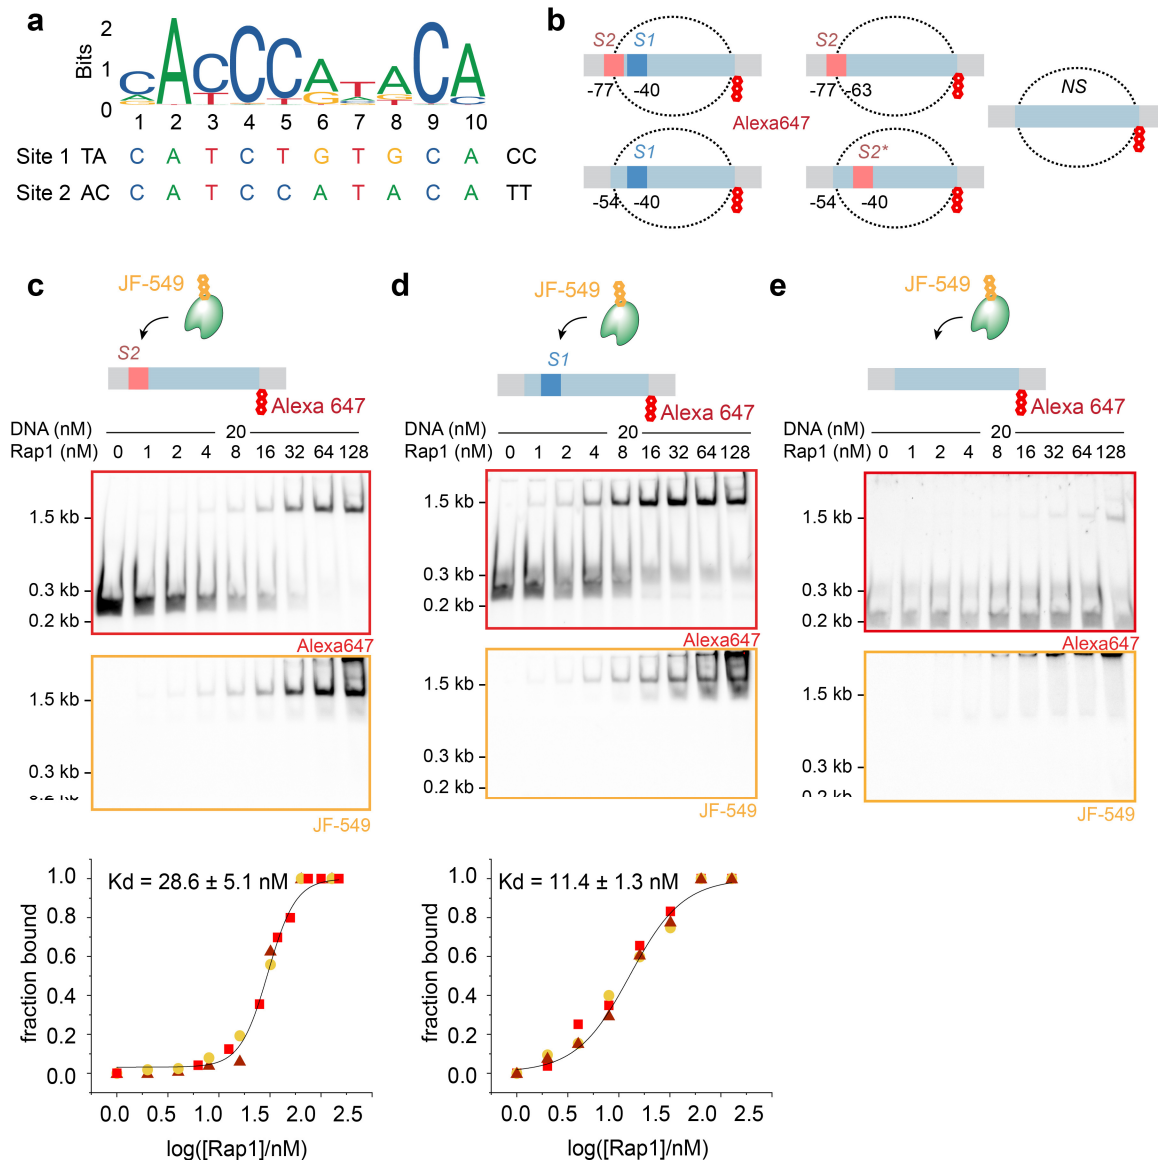 a
2
1
0
Bits
C A C C C A T A C A
A T T T G A G G
1 2 3 4 5 6 7 8 9 10
Site 1 TA C A T C T G T G C A CC
Site 2 AC C A T C C A T A C A TT
b
S2 S1
-77 -40
S2
-77 -63
Alexa647
NS
S1
-54 -40
S2*
-54 -40
c
JF-549
S2
Alexa 647
DNA (nM) 20
Rap1 (nM) 0 1 2 4 8 16 32 64 128
1.5 kb
0.3 kb
0.2 kb
Alexa647
1.5 kb
0.3 kb
JF-549
1.0
0.8
0.6
0.4
0.2
0.0
fraction bound
Kd = 28.6 ± 5.1 nM
0.0 0.5 1.0 1.5 2.0 2.5
log([Rap1]/nM)
d
JF-549
S1
Alexa 647
DNA (nM) 20
Rap1 (nM) 0 1 2 4 8 16 32 64 128
1.5 kb
0.3 kb
0.2 kb
Alexa647
1.5 kb
0.3 kb
0.2 kb
JF-549
1.0
0.8
0.6
0.4
0.2
0.0
fraction bound
Kd = 11.4 ± 1.3 nM
0.0 0.5 1.0 1.5 2.0 2.5
log([Rap1]/nM)
e
JF-549
Alexa 647
DNA (nM) 20
Rap1 (nM) 0 1 2 4 8 16 32 64 128
1.5 kb
0.3 kb
0.2 kb
Alexa647
1.5 kb
0.3 kb
0.2 kb
JF-549